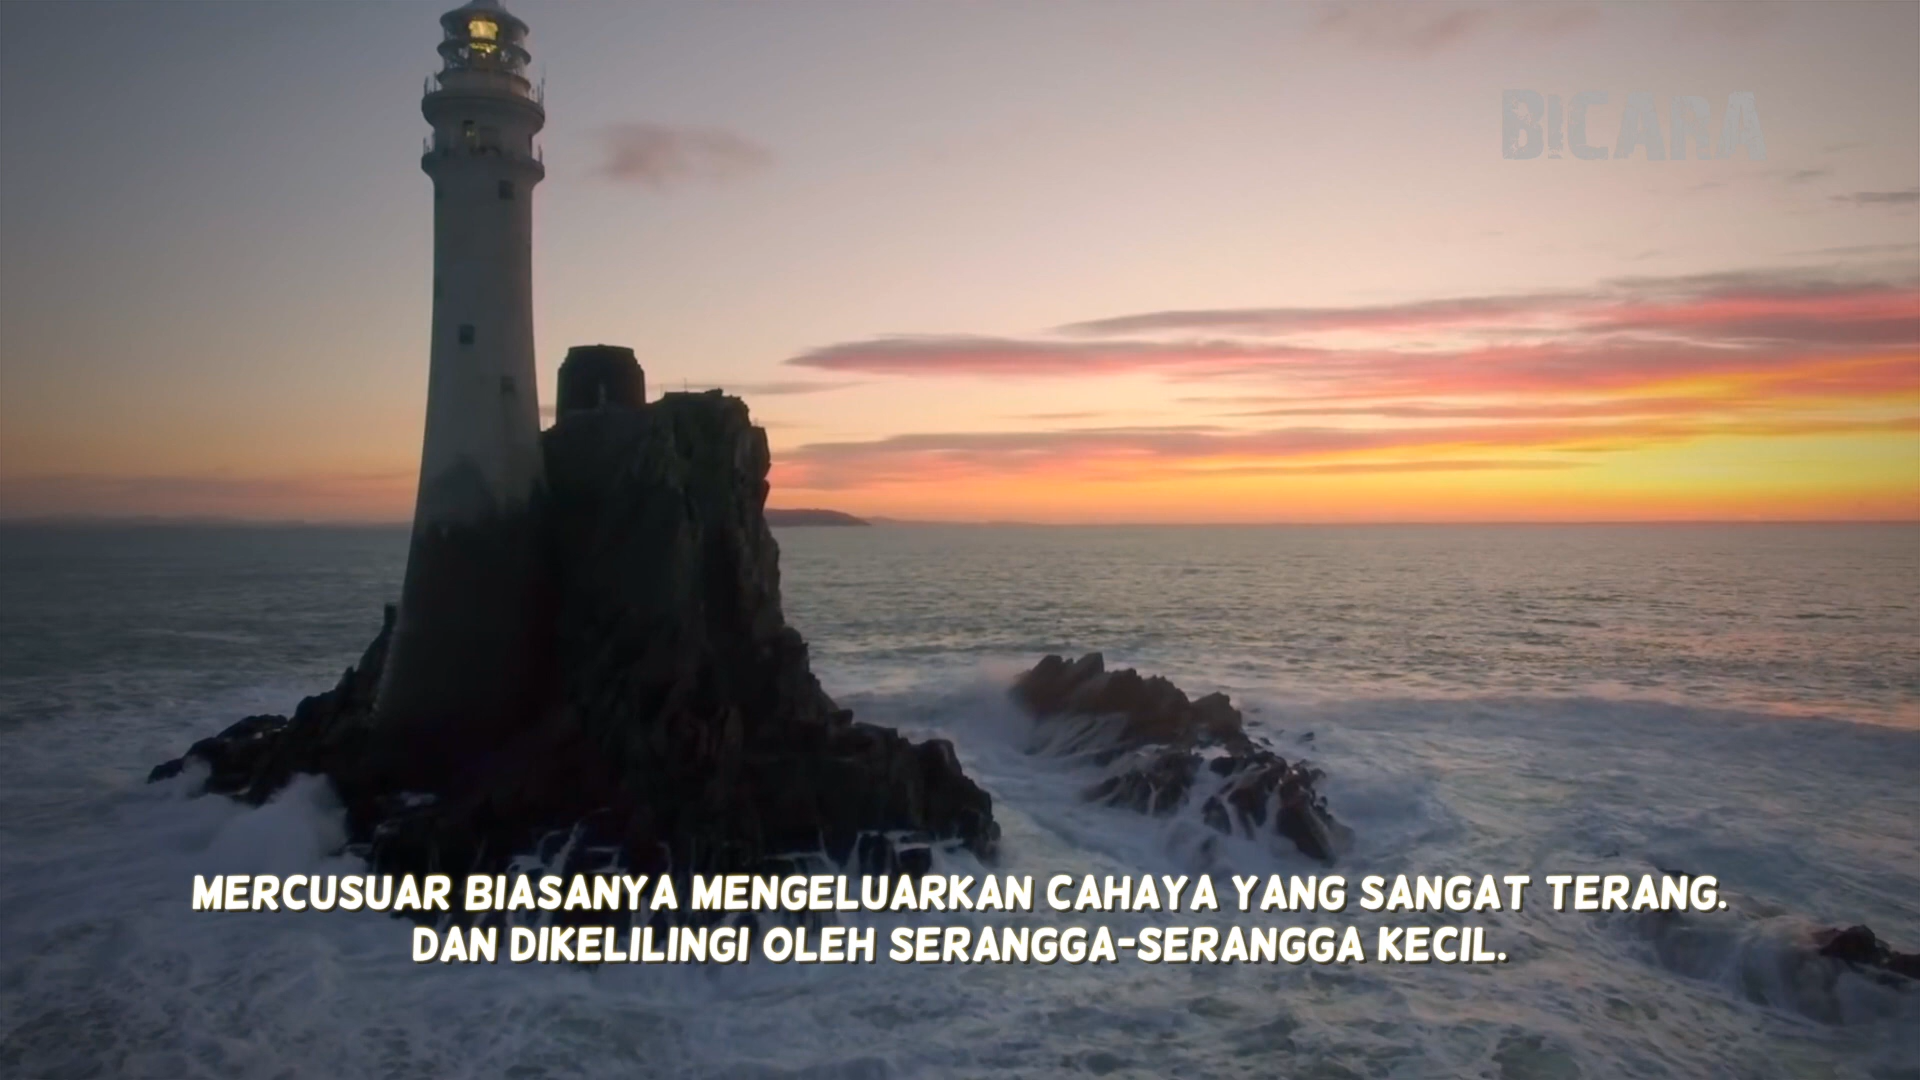 BICARA
MERCUSUAR BIASANYA MENGELUARKAN CAHAYA YANG SANGAT TERANG.
DAN DIKELILINGI OLEH SERANGGA-SERANGGA KECIL.